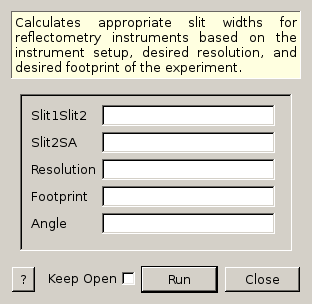 Calculates appropriate slit widths for
reflectometry instruments based on the
instrument setup, desired resolution, and
desired footprint of the experiment.
Slit1Slit2
Slit2SA
Resolution
Footprint
Angle
? Keep Open Run Close